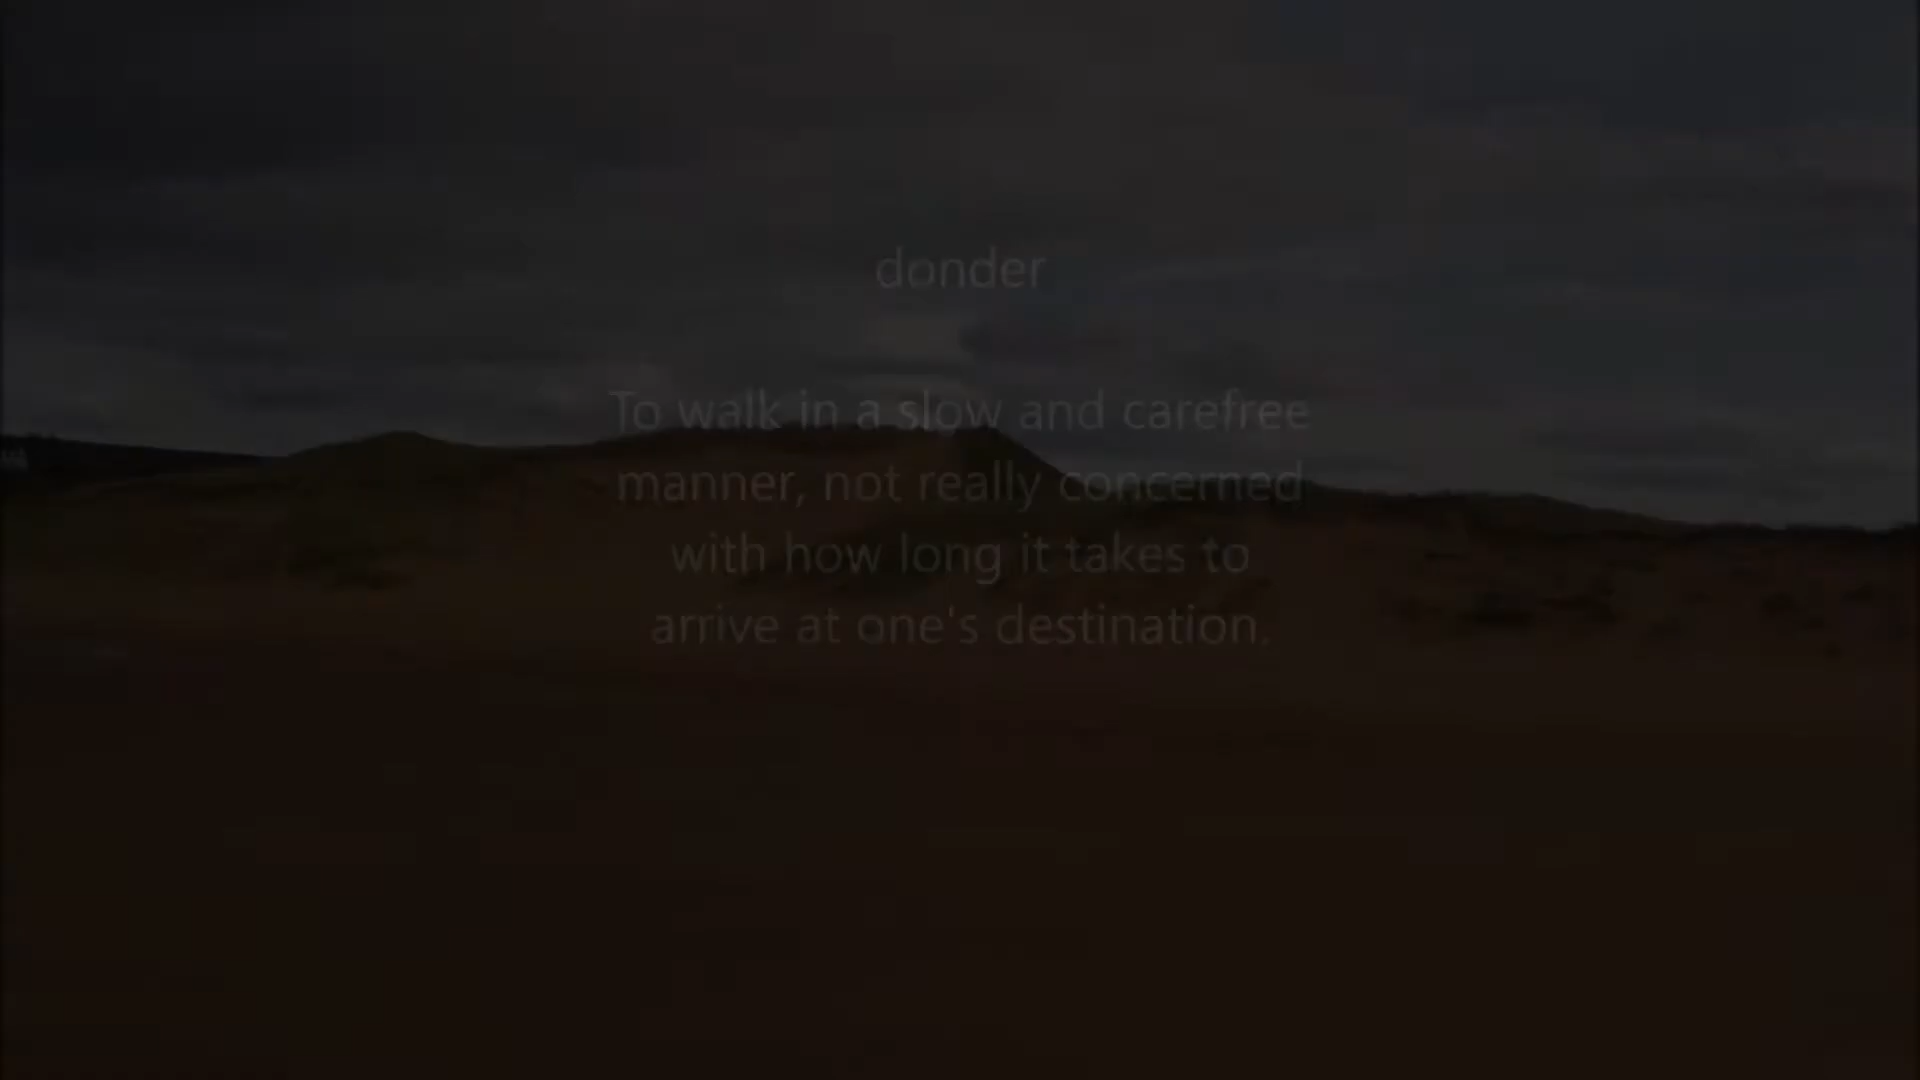 donder
To walk in a slow and carefree
manner, not really concerned
with how long it takes to
arrive at one's destination.